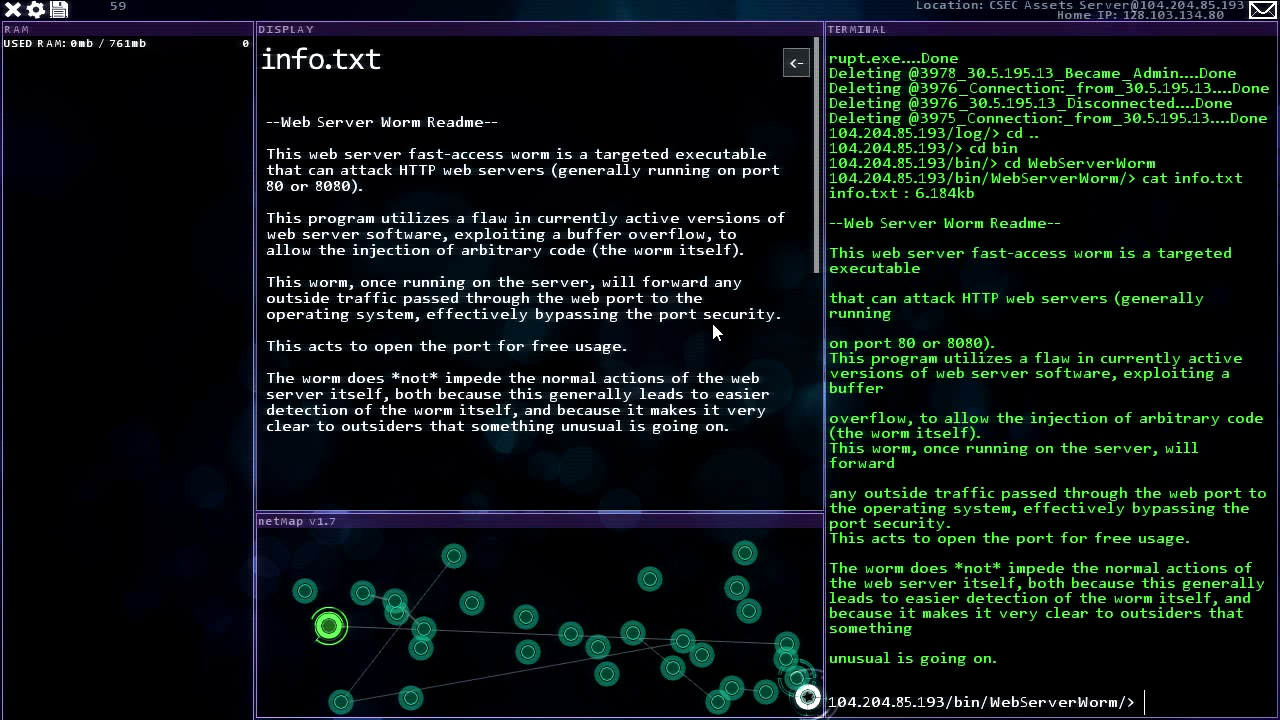 59
Location: CSEC Assets Server@104.204.85.193
Home IP: 128.103.134.80
RAM
USED RAM: 0mb / 761mb 0
DISPLAY
info.txt
<-
--Web Server Worm Readme--
This web server fast-access worm is a targeted executable
that can attack HTTP web servers (generally running on port
80 or 8080).
This program utilizes a flaw in currently active versions of
web server software, exploiting a buffer overflow, to
allow the injection of arbitrary code (the worm itself).
This worm, once running on the server, will forward any
outside traffic passed through the web port to the
operating system, effectively bypassing the port security.
This acts to open the port for free usage.
The worm does *not* impede the normal actions of the web
server itself, both because this generally leads to easier
detection of the worm itself, and because it makes it very
clear to outsiders that something unusual is going on.
netMap v1.7
TERMINAL
rupt.exe....Done
Deleting @3978_30.5.195.13_Became_Admin....Done
Deleting @3976_Connection:_from_30.5.195.13....Done
Deleting @3976_30.5.195.13_Disconnected....Done
Deleting @3975_Connection:_from_30.5.195.13....Done
104.204.85.193/log/> cd ..
104.204.85.193/> cd bin
104.204.85.193/bin/> cd WebServerWorm
104.204.85.193/bin/WebServerWorm/> cat info.txt
info.txt : 6.184kb
--Web Server Worm Readme--
This web server fast-access worm is a targeted
executable
that can attack HTTP web servers (generally
running
on port 80 or 8080).
This program utilizes a flaw in currently active
versions of web server software, exploiting a
buffer
overflow, to allow the injection of arbitrary code
(the worm itself).
This worm, once running on the server, will
forward
any outside traffic passed through the web port to
the operating system, effectively bypassing the
port security.
This acts to open the port for free usage.
The worm does *not* impede the normal actions of
the web server itself, both because this generally
leads to easier detection of the worm itself, and
because it makes it very clear to outsiders that
something
unusual is going on.
104.204.85.193/bin/WebServerWorm/>